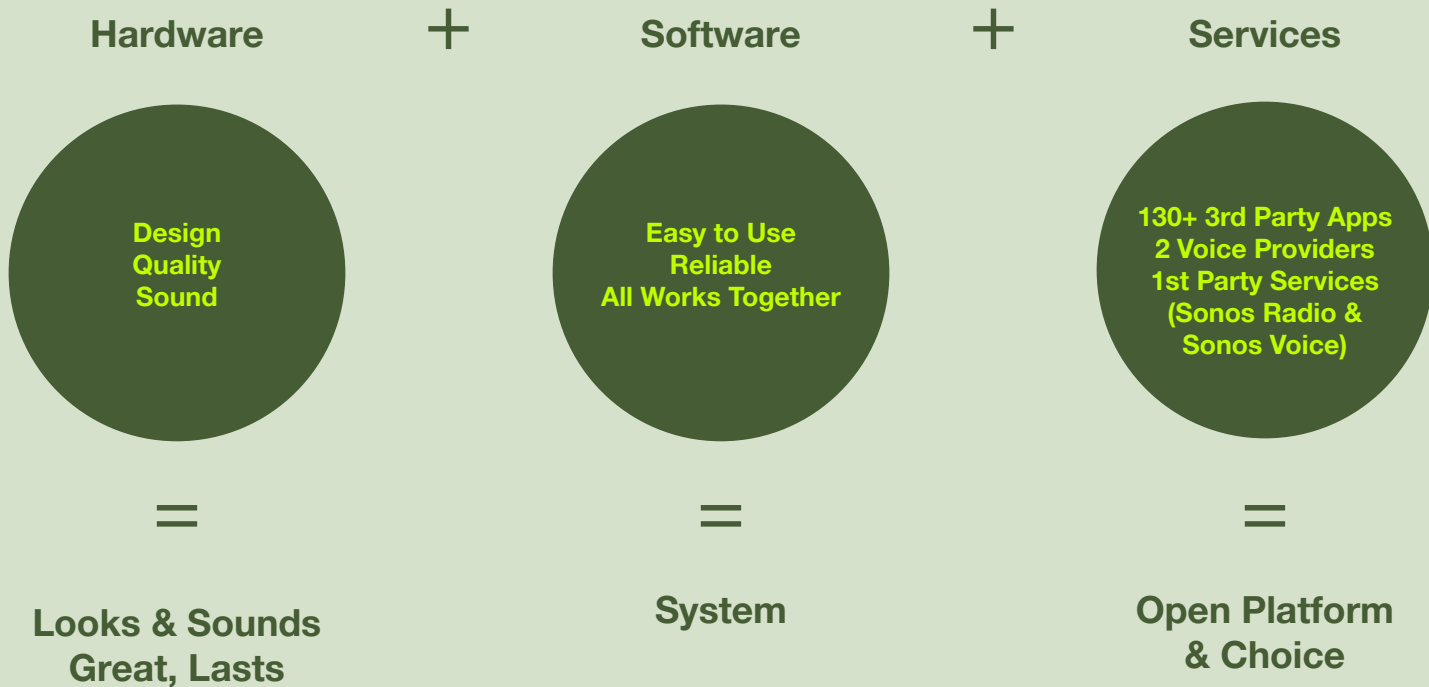 Hardware + Software + Services
Design
Quality
Sound
Easy to Use
Reliable
All Works Together
130+ 3rd Party Apps
2 Voice Providers
1st Party Services
(Sonos Radio &
Sonos Voice)
= = =
Looks & Sounds
Great, Lasts
System
Open Platform
& Choice